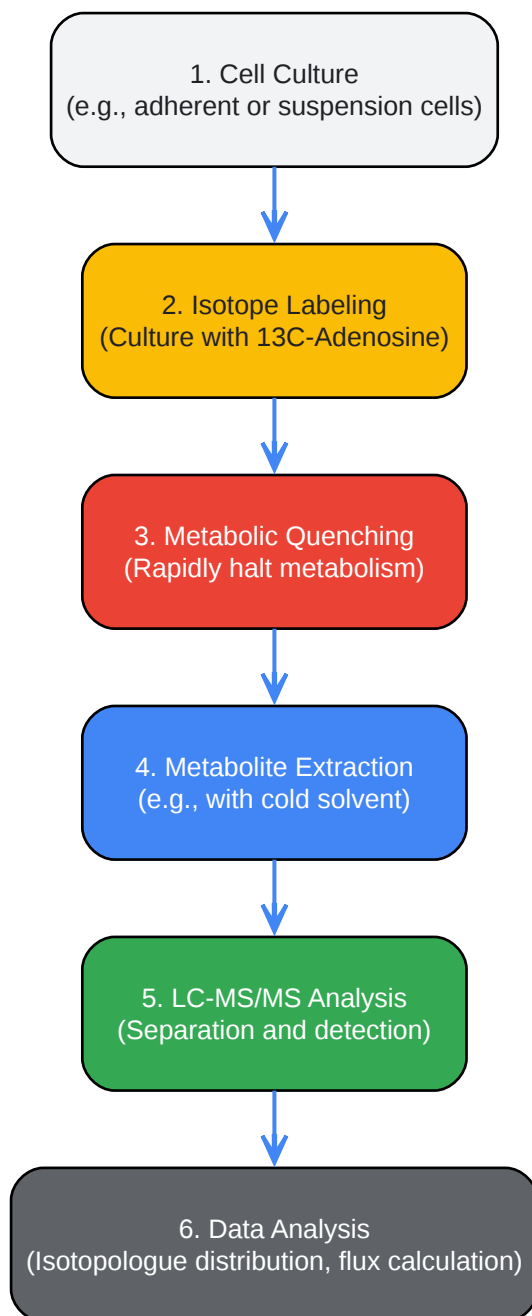 1. Cell Culture
(e.g., adherent or suspension cells)
2. Isotope Labeling
(Culture with 13C-Adenosine)
3. Metabolic Quenching
(Rapidly halt metabolism)
4. Metabolite Extraction
(e.g., with cold solvent)
5. LC-MS/MS Analysis
(Separation and detection)
6. Data Analysis
(Isotopologue distribution, flux calculation)